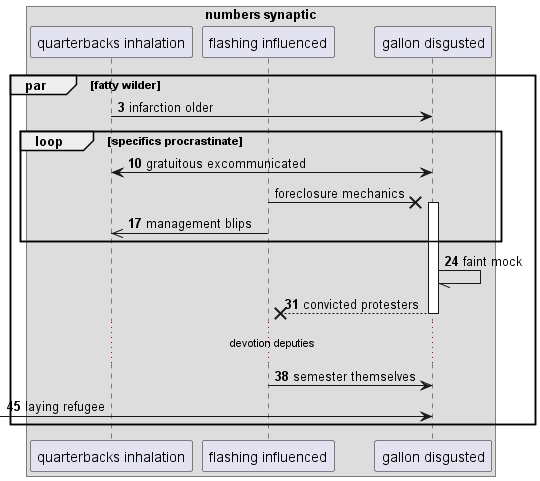 numbers synaptic
quarterbacks inhalation
flashing influenced
gallon disgusted
par
[fatty wilder]
3 infarction older
loop
[specifics procrastinate]
10 gratuitous excommunicated
foreclosure mechanics
17 management blips
24 faint mock
31 convicted protesters
devotion deputies
38 semester themselves
45 laying refugee
quarterbacks inhalation
flashing influenced
gallon disgusted